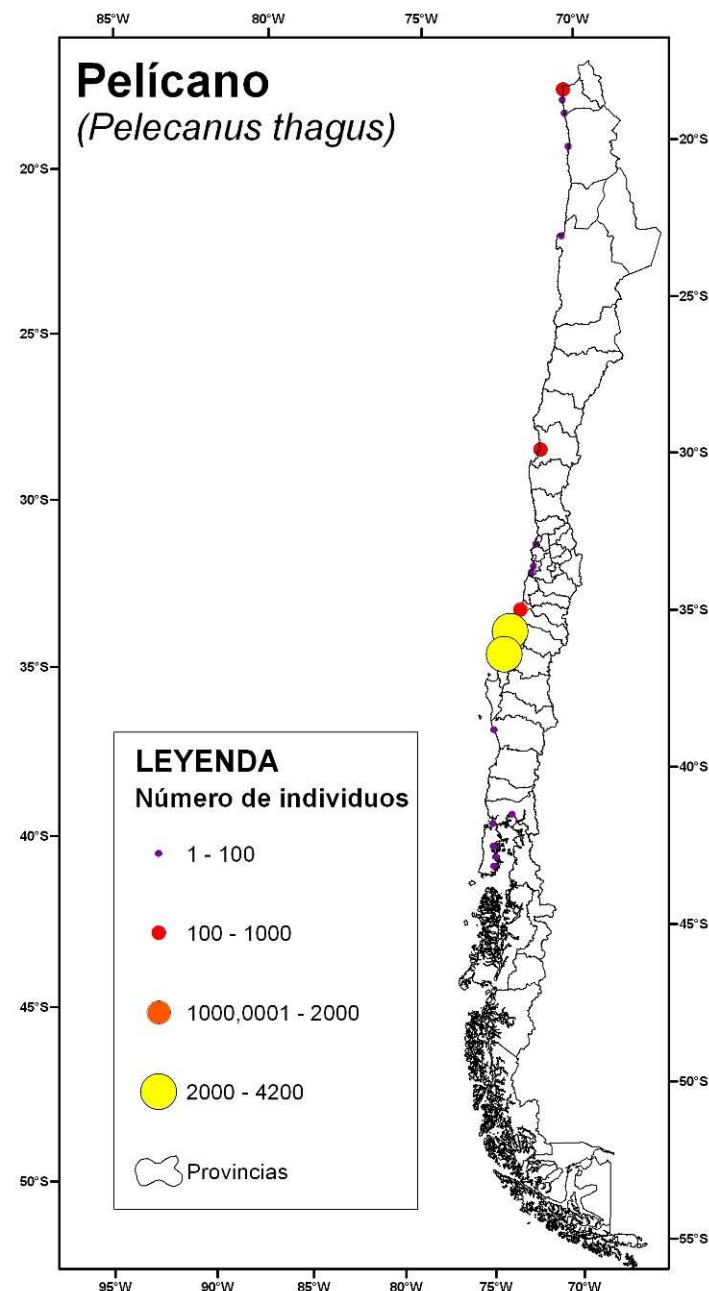 85°W 80°W 75°W 70°W
Pelícano
(Pelecanus thagus)
20°S
20°S
25°S
25°S
30°S
30°S
35°S
35°S
LEYENDA
Número de individuos
40°S
1 - 100
40°S
100 - 1000
45°S
45°S
1000,0001 - 2000
2000 - 4200
50°S
Provincias
50°S
55°S
95°W 90°W 85°W 80°W 75°W 70°W